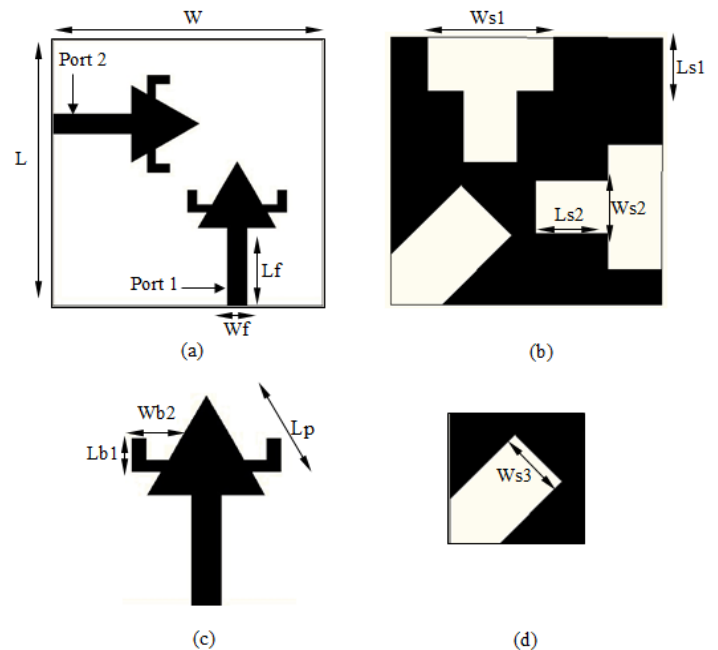 W
Port 2
L
Lf
Port 1
Wf
(a)
Ws1
Ls1
Ls2
Ws2
(b)
Wb2
Lb1
Lp
(c)
Ws3
(d)